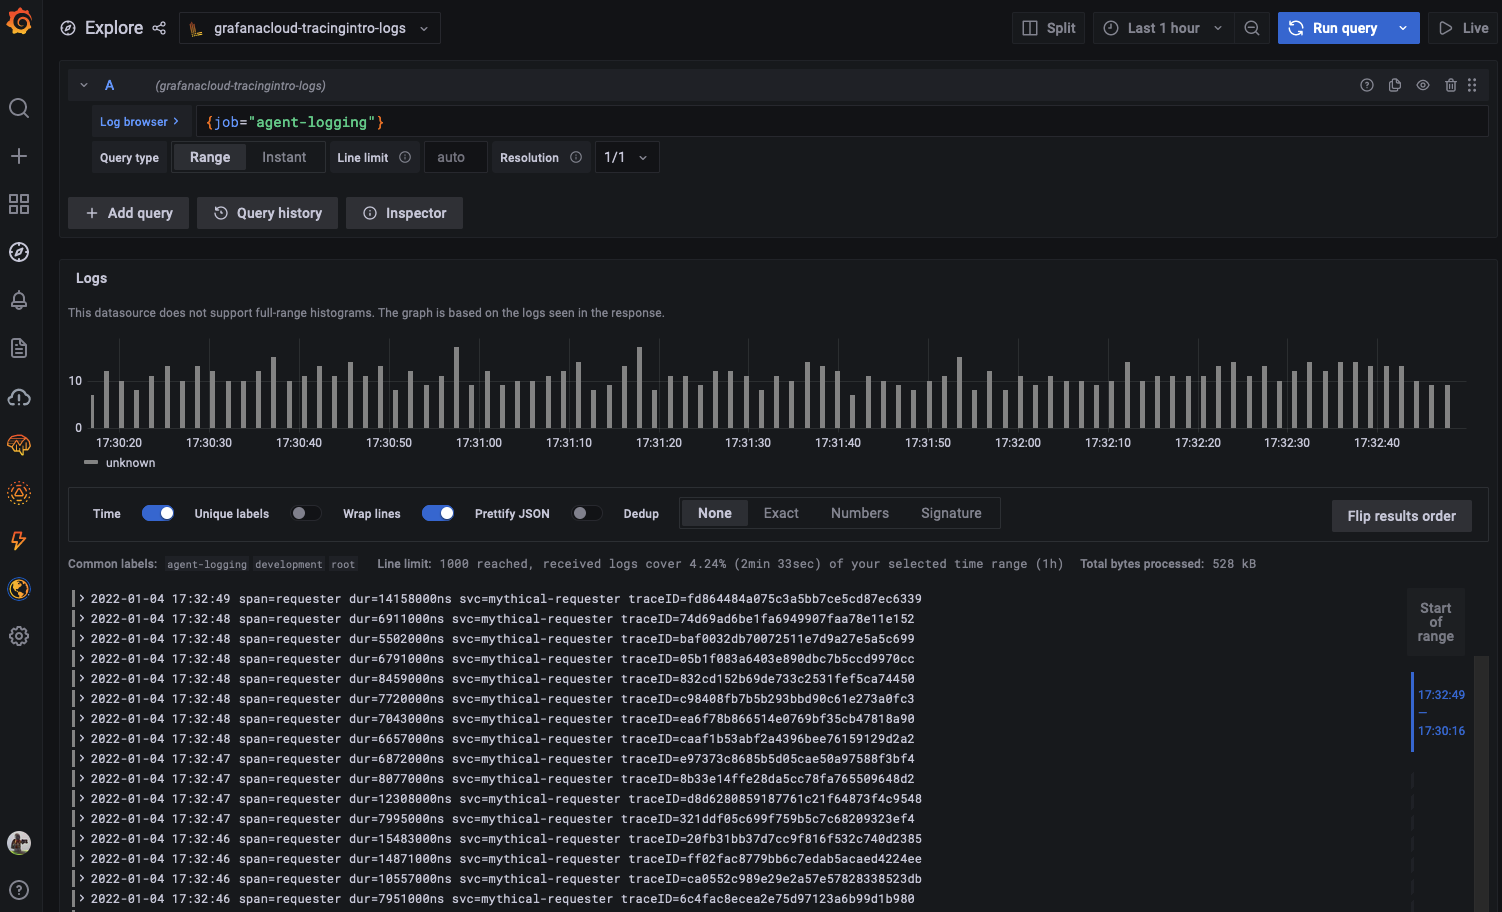 Explore grafanacloud-tracingintro-logs Split Last 1 hour Run query Live
A (grafanacloud-tracingintro-logs)
Log browser > {job="agent-logging"}
Query type Range Instant Line limit auto Resolution 1/1
+ Add query Query history Inspector
Logs
This datasource does not support full-range histograms. The graph is based on the logs seen in the response.
10
0
17:30:20 17:30:30 17:30:40 17:30:50 17:31:00 17:31:10 17:31:20 17:31:30 17:31:40 17:31:50 17:32:00 17:32:10 17:32:20 17:32:30 17:32:40
unknown
Time Unique labels Wrap lines Prettify JSON Dedup None Exact Numbers Signature Flip results order
Common labels: agent-logging development root Line limit: 1000 reached, received logs cover 4.24% (2min 33sec) of your selected time range (1h) Total bytes processed: 528 kB
> 2022-01-04 17:32:49 span=requester dur=14158000ns svc=mythical-requester traceID=fd864484a075c3a5bb7ce5cd87ec6339
> 2022-01-04 17:32:48 span=requester dur=6911000ns svc=mythical-requester traceID=74d69ad6be1fa6949907faa78e11e152
> 2022-01-04 17:32:48 span=requester dur=5502000ns svc=mythical-requester traceID=baf0032db70072511e7d9a27e5a5c699
> 2022-01-04 17:32:48 span=requester dur=6791000ns svc=mythical-requester traceID=05b1f083a6403e890dbc7b5ccd9970cc
> 2022-01-04 17:32:48 span=requester dur=8459000ns svc=mythical-requester traceID=832cd152b69de733c2531fef5ca74450
> 2022-01-04 17:32:48 span=requester dur=7720000ns svc=mythical-requester traceID=c98408fb7b5b293bbd90c61e273a0fc3
> 2022-01-04 17:32:48 span=requester dur=7043000ns svc=mythical-requester traceID=ea6f78b866514e0769bf35cb47818a90
> 2022-01-04 17:32:48 span=requester dur=6657000ns svc=mythical-requester traceID=caaf1b53abf2a4396bee76159129d2a2
> 2022-01-04 17:32:47 span=requester dur=6872000ns svc=mythical-requester traceID=e97373c8685b5d05cae50a97588f3bf4
> 2022-01-04 17:32:47 span=requester dur=8077000ns svc=mythical-requester traceID=8b33e14ffe28da5cc78fa765509648d2
> 2022-01-04 17:32:47 span=requester dur=12308000ns svc=mythical-requester traceID=d8d6280859187761c21f64873f4c9548
> 2022-01-04 17:32:47 span=requester dur=7995000ns svc=mythical-requester traceID=321ddf05c699f759b5c7c68209323ef4
> 2022-01-04 17:32:46 span=requester dur=15483000ns svc=mythical-requester traceID=20fb31bb37d7cc9f816f532c740d2385
> 2022-01-04 17:32:46 span=requester dur=14871000ns svc=mythical-requester traceID=ff02fac8779bb6c7edab5acaed4224ee
> 2022-01-04 17:32:46 span=requester dur=10557000ns svc=mythical-requester traceID=ca0552c989e29e2a57e57828338523db
> 2022-01-04 17:32:46 span=requester dur=7951000ns svc=mythical-requester traceID=6c4fac8ecea2e75d97123a6b99d1b980
Start
of
range
17:32:49
—
17:30:16